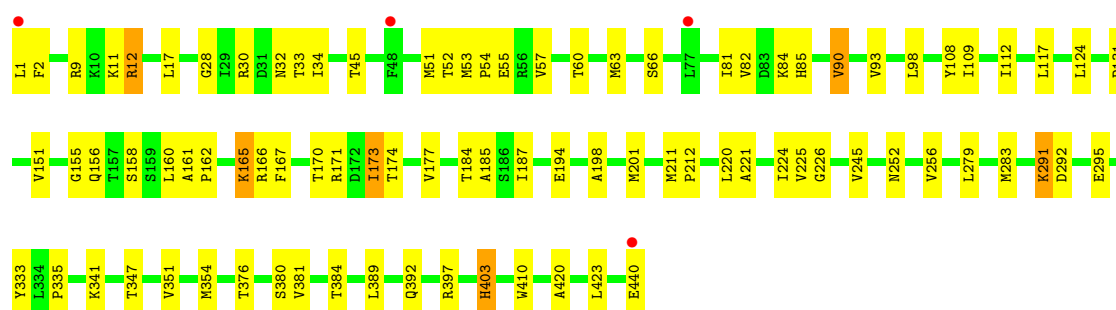 L1 F2 R9 K10 K11 R12 L17 G28 I29 R30 D31 N32 T33 I34 T45 F48 M51 T52 M53 P54 E55 R56 V57 T60 M63 S66 L77 I81 V82 D83 K84 H85 V90 V93 L98 Y108 I109 I112 L117 L124
V151 G155 Q156 T157 S158 S159 L160 A161 P162 K165 R166 F167 T170 R171 D172 I173 T174 V177 T184 A185 S186 I187 E194 A198 M201 M211 P212 L220 A221 I224 V225 G226 V245 N252 V256 L279 M283 K291 D292 E295
Y333 L334 P335 K341 T347 V351 M354 T376 S380 V381 T384 L389 Q392 R397 H403 W410 A420 L423 E440